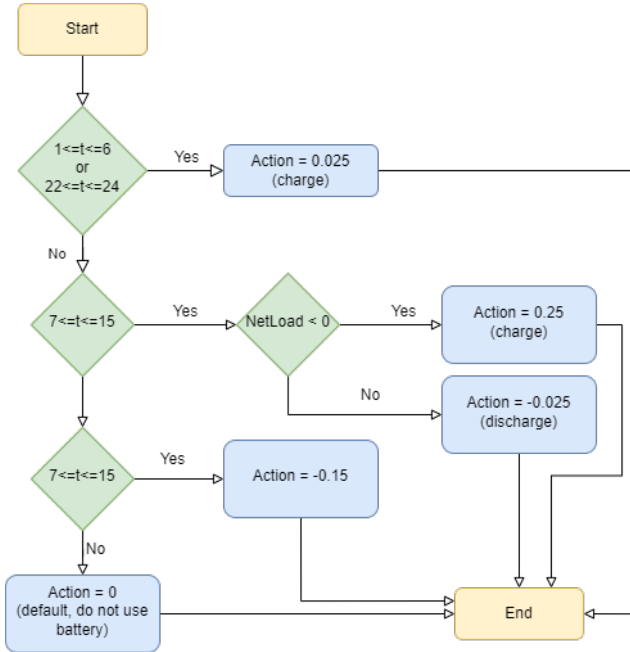 Start
1<=t<=6
or
22<=t<=24
Yes
Action = 0.025
(charge)
No
7<=t<=15
Yes
NetLoad < 0
Yes
Action = 0.25
(charge)
No
Action = -0.025
(discharge)
7<=t<=15
Yes
Action = -0.15
No
Action = 0
(default, do not use
battery)
End